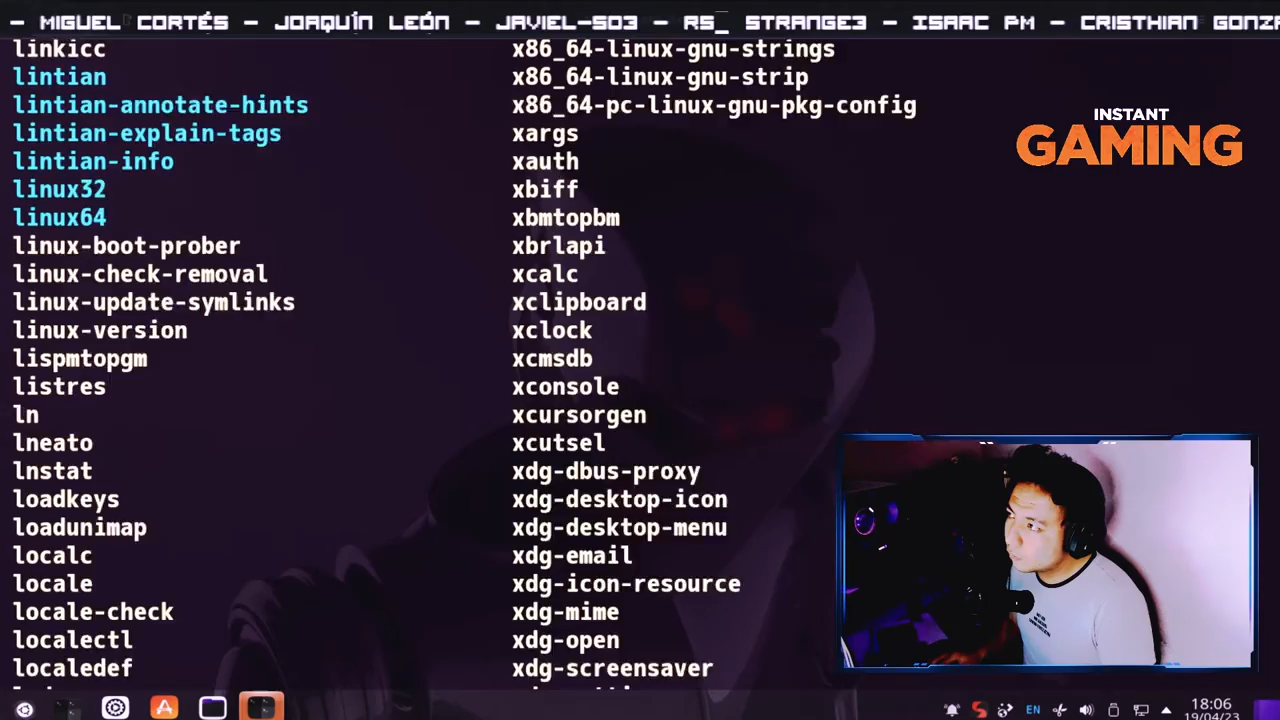 - MIGUEL CORTÉS - JOAQUÍN LEÓN - JAVIEL-503 - RS_ STRANGE3 - ISAAC PM - CRISTHIAN
linkicc
lintian
lintian-annotate-hints
lintian-explain-tags
lintian-info
linux32
linux64
linux-boot-prober
linux-check-removal
linux-update-symlinks
linux-version
lispmtopgm
listres
ln
lneato
lnstat
loadkeys
loadunimap
localc
locale
locale-check
localectl
localedef
x86_64-linux-gnu-strings
x86_64-linux-gnu-strip
x86_64-pc-linux-gnu-pkg-config
xargs
xauth
xbiff
xbmtopbm
xbrlapi
xcalc
xclipboard
xclock
xcmsdb
xconsole
xcursorgen
xcutsel
xdg-dbus-proxy
xdg-desktop-icon
xdg-desktop-menu
xdg-email
xdg-icon-resource
xdg-mime
xdg-open
xdg-screensaver
INSTANT
GAMING
EN
18:06
19/04/23